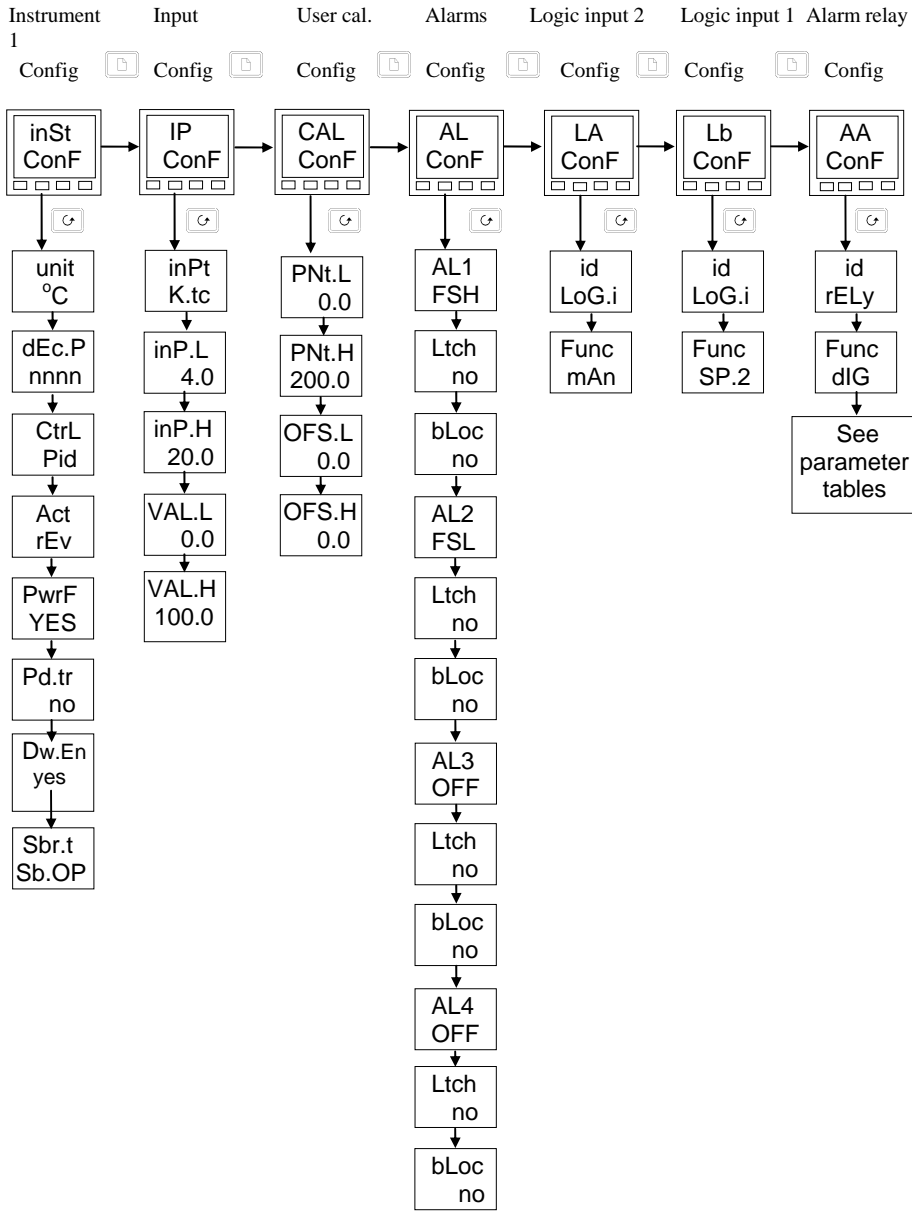 Instrument 1
Config
Input
Config
User cal.
Config
Alarms
Config
Logic input 2
Config
Logic input 1
Config
Alarm relay
Config
inSt
ConF
IP
ConF
CAL
ConF
AL
ConF
LA
ConF
Lb
ConF
AA
ConF
unit
°C
dEc.P
nnnn
CtrL
Pid
Act
rEv
PwrF
YES
Pd.tr
no
Dw.En
yes
Sbr.t
Sb.OP
inPt
K.tc
inP.L
4.0
inP.H
20.0
VAL.L
0.0
VAL.H
100.0
PNt.L
0.0
PNt.H
200.0
OFS.L
0.0
OFS.H
0.0
AL1
FSH
Ltch
no
bLoc
no
AL2
FSL
Ltch
no
bLoc
no
AL3
OFF
Ltch
no
bLoc
no
AL4
OFF
Ltch
no
bLoc
no
id
LoG.i
Func
mAn
id
LoG.i
Func
SP.2
id
rELy
Func
dIG
See
parameter
tables